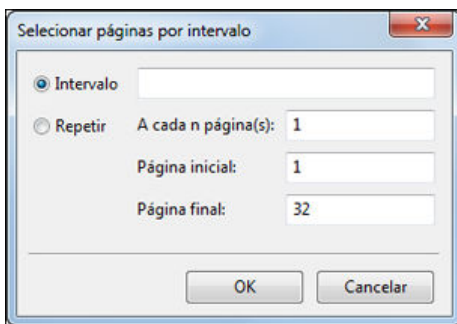 Selecionar páginas por intervalo
Intervalo
Repetir A cada n página(s): 1
Página inicial: 1
Página final: 32
OK Cancelar